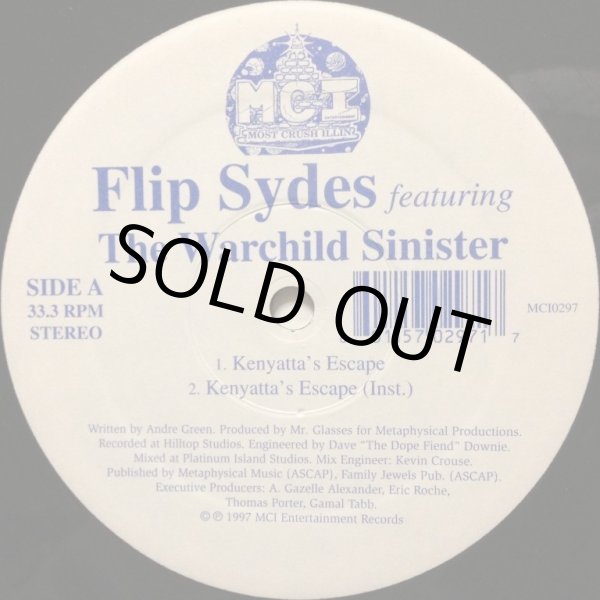 MC-I
ENTERTAINMENT
MOST CRUSH ILLIN'
Flip Sydes featuring
The Warchild Sinister
SOLD OUT
SIDE A
33.3 RPM
STEREO
MCI0297
1. Kenyatta's Escape
2. Kenyatta's Escape (Inst.)
Written by Andre Green. Produced by Mr. Glasses for Metaphysical Productions.
Recorded at Hilltop Studios. Engineered by Dave "The Dope Fiend" Downie.
Mixed at Platinum Island Studios. Mix Engineer: Kevin Crouse.
Published by Metaphysical Music (ASCAP), Family Jewels Pub. (ASCAP).
Executive Producers: A. Gazelle Alexander, Eric Roche,
Thomas Porter, Gamal Tabb.
©℗ 1997 MCI Entertainment Records